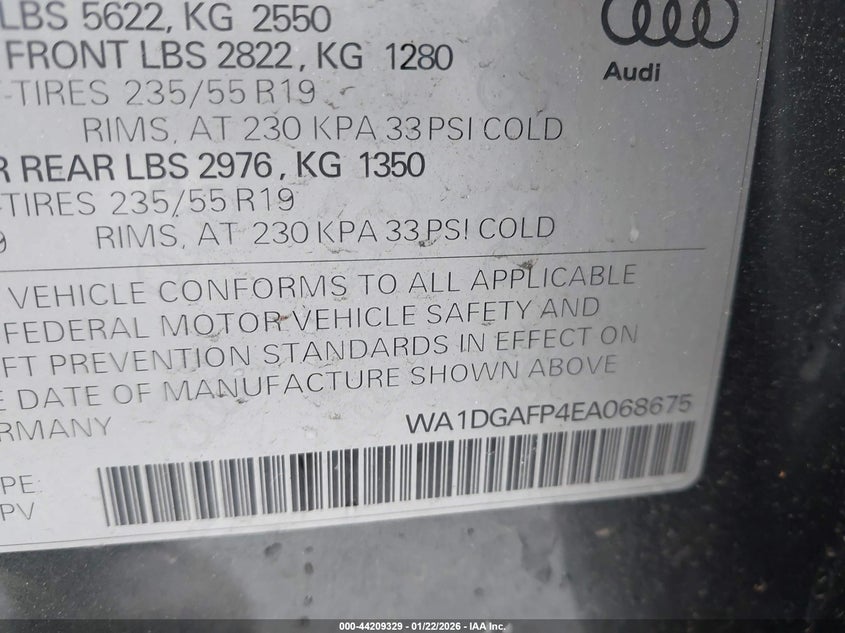 LBS 5622, KG 2550
FRONT LBS 2822, KG 1280
-TIRES 235/55 R19
RIMS, AT 230 KPA 33 PSI COLD
R REAR LBS 2976, KG 1350
-TIRES 235/55 R19
9 RIMS, AT 230 KPA 33 PSI COLD
Audi
VEHICLE CONFORMS TO ALL APPLICABLE
FEDERAL MOTOR VEHICLE SAFETY AND
FT PREVENTION STANDARDS IN EFFECT ON
E DATE OF MANUFACTURE SHOWN ABOVE
RMANY
WA1DGAFP4EA068675
PE:
PV
000-44209329 - 01/22/2026 - IAA Inc.